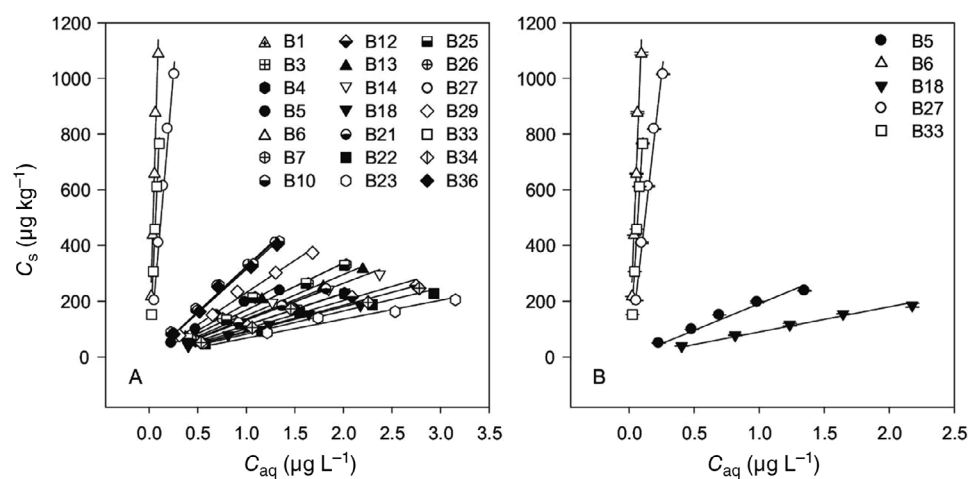 1200
1000
800
600
400
200
0
C_s (µg kg⁻¹)
B1 B12 B25
B3 B13 B26
B4 B14 B27
B5 B18 B29
B6 B21 B33
B7 B22 B34
B10 B23 B36
A
0.0 0.5 1.0 1.5 2.0 2.5 3.0 3.5
C_aq (µg L⁻¹)
1200
1000
800
600
400
200
0
B5
B6
B18
B27
B33
B
0.0 0.5 1.0 1.5 2.0 2.5
C_aq (µg L⁻¹)